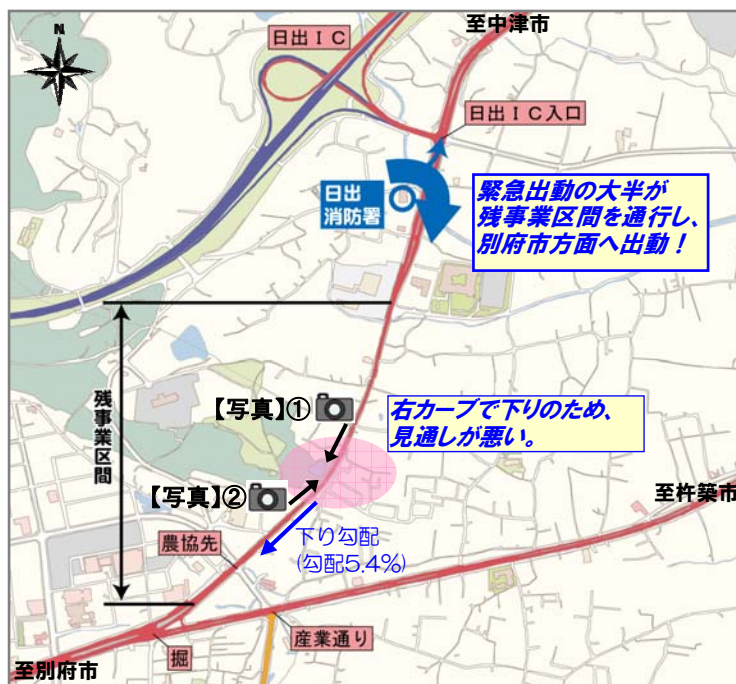 至中津市
日出IC
N
日出IC入口
日出
消防署
緊急出動の大半が
残事業区間を通行し、
別府市方面へ出動！
残事業区間
【写真】①
右カーブで下りのため、
見通しが悪い。
【写真】②
至杵築市
下り勾配
(勾配5.4%)
農協先
産業通り
堀
至別府市